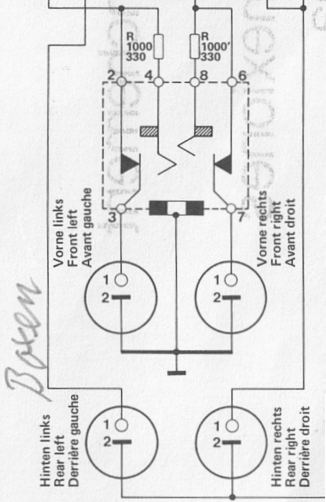 R
1000
330
R
1000'
330
2
4
8
6
3
7
Vorne links
Front left
Avant gauche
Vorne rechts
Front right
Avant droit
1
2
1
2
Boxen
Hinten links
Rear left
Derrière gauche
Hinten rechts
Rear right
Derrière droit
1
2
1
2